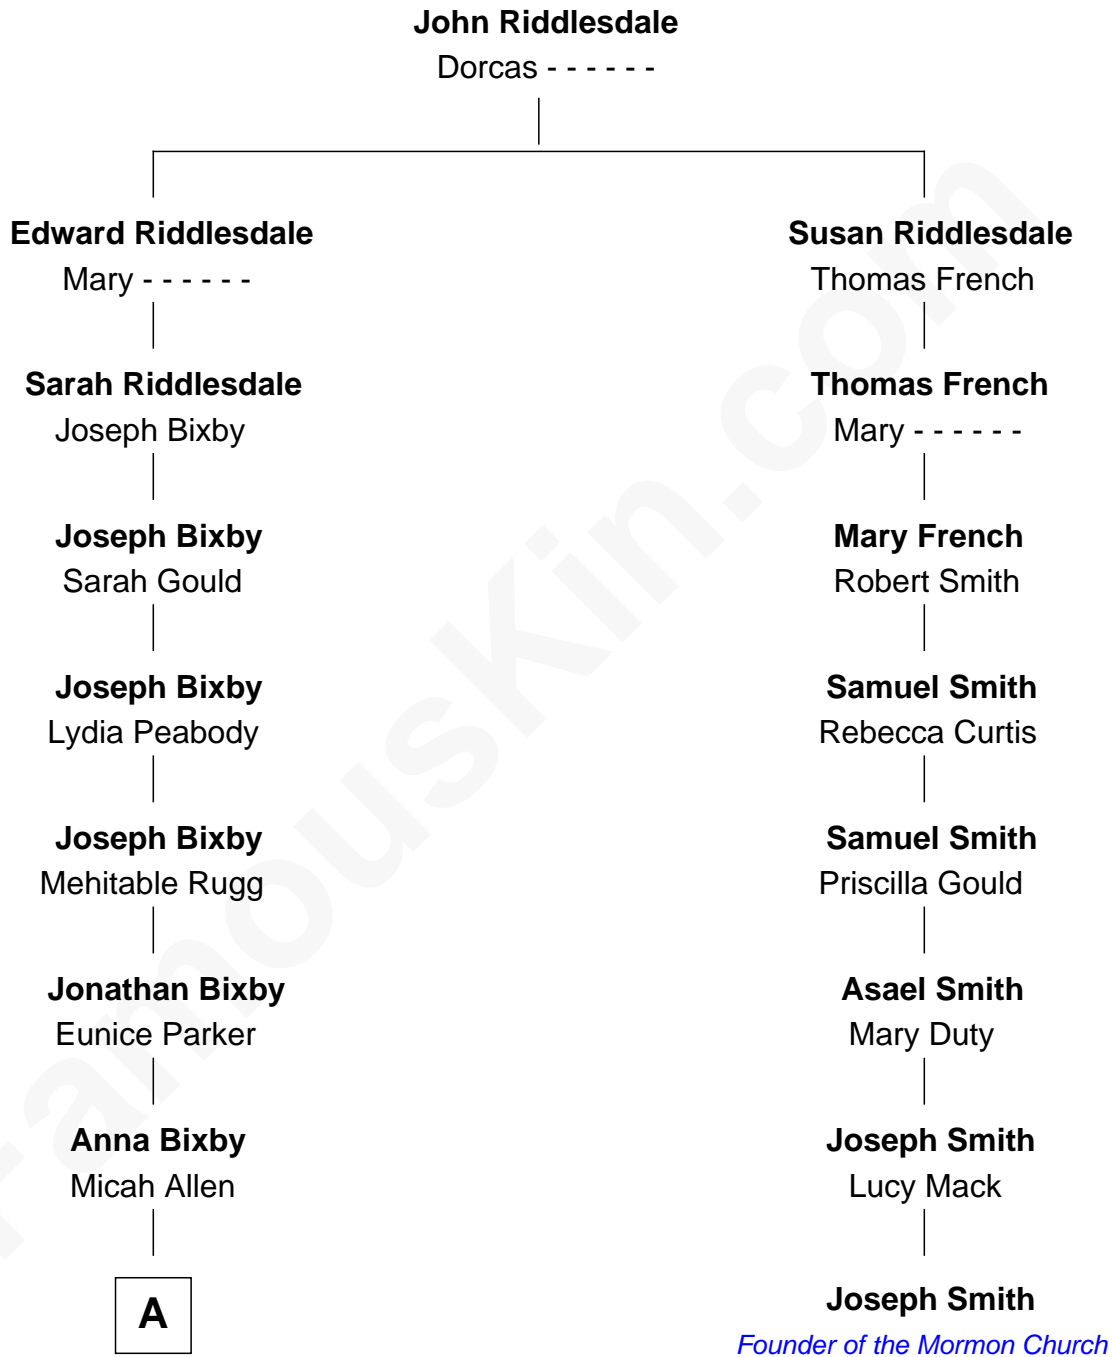 John Riddlesdale
Dorcas - - - - - -
Edward Riddlesdale
Mary - - - - - -
Sarah Riddlesdale
Joseph Bixby
Joseph Bixby
Sarah Gould
Joseph Bixby
Lydia Peabody
Joseph Bixby
Mehitable Rugg
Jonathan Bixby
Eunice Parker
Anna Bixby
Micah Allen
A
Susan Riddlesdale
Thomas French
Thomas French
Mary - - - - - -
Mary French
Robert Smith
Samuel Smith
Rebecca Curtis
Samuel Smith
Priscilla Gould
Asael Smith
Mary Duty
Joseph Smith
Lucy Mack
Joseph Smith
Founder of the Mormon Church
FamousKin.com